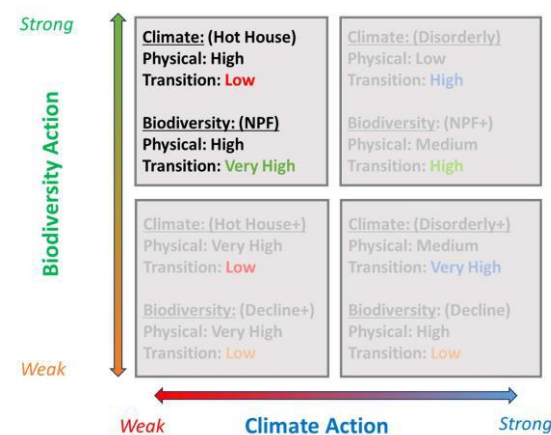 Strong
Climate: (Hot House)
Physical: High
Transition: Low
Biodiversity: (NPF)
Physical: High
Transition: Very High
Climate: (Disorderly)
Physical: Low
Transition: High
Biodiversity: (NPF+)
Physical: Medium
Transition: High
Biodiversity Action
Climate: (Hot House+)
Physical: Very High
Transition: Low
Biodiversity: (Decline+)
Physical: Very High
Transition: Low
Climate: (Disorderly+)
Physical: Medium
Transition: Very High
Biodiversity: (Decline)
Physical: High
Transition: Low
Weak
Weak
Climate Action
Strong